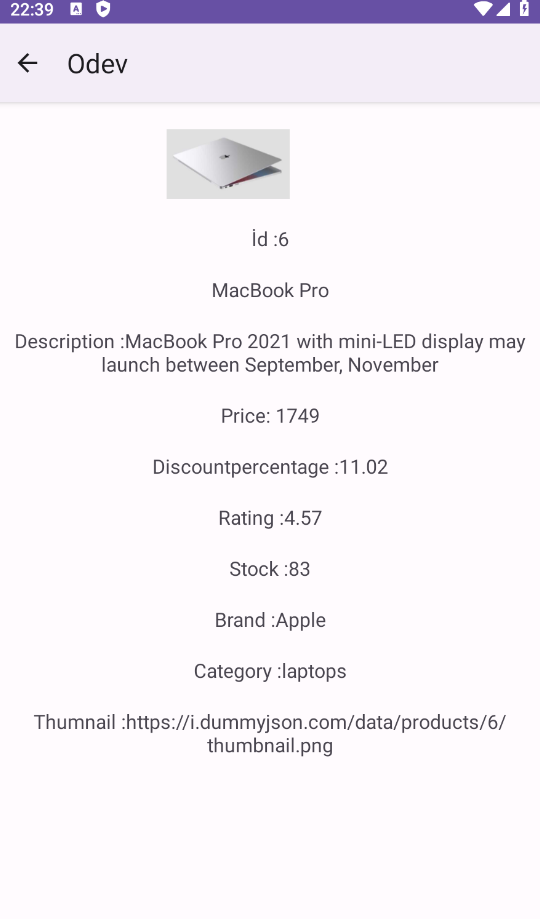 22:39
A
Odev
İd :6
MacBook Pro
Description :MacBook Pro 2021 with mini-LED display may
launch between September, November
Price: 1749
Discountpercentage :11.02
Rating :4.57
Stock :83
Brand :Apple
Category :laptops
Thumnail :https://i.dummyjson.com/data/products/6/
thumbnail.png